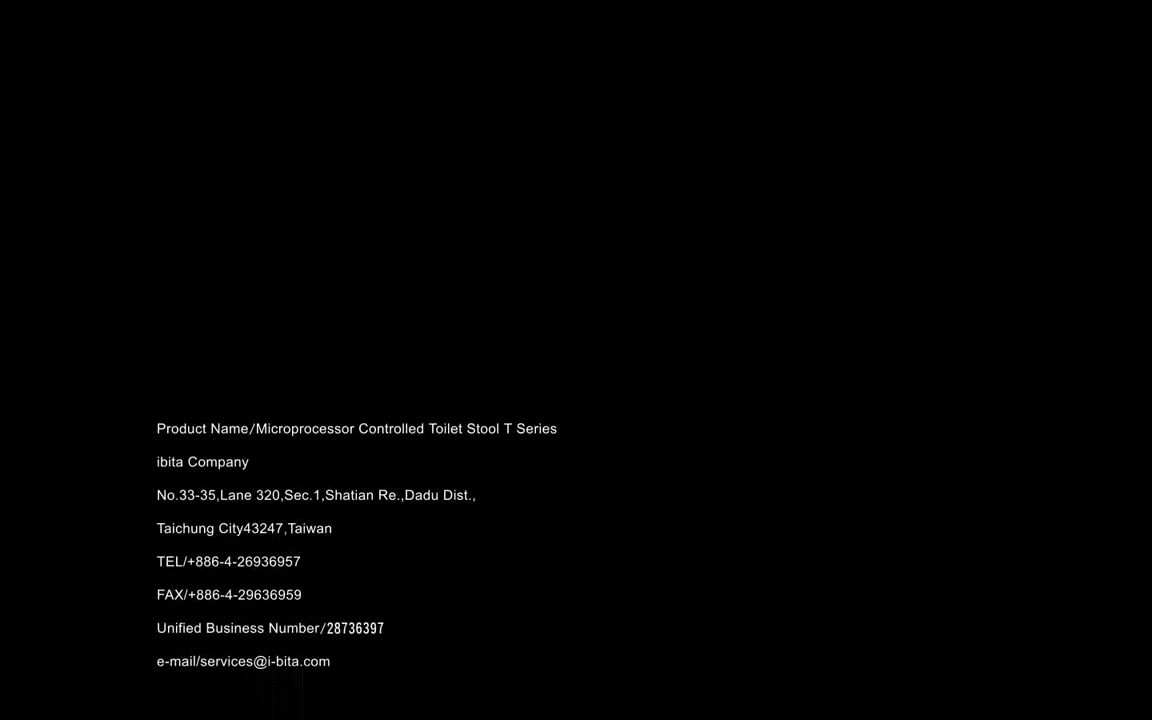 Product Name/Microprocessor Controlled Toilet Stool T Series
ibita Company
No.33-35,Lane 320,Sec.1,Shatian Re.,Dadu Dist.,
Taichung City43247,Taiwan
TEL/+886-4-26936957
FAX/+886-4-29636959
Unified Business Number/28736397
e-mail/services@i-bita.com